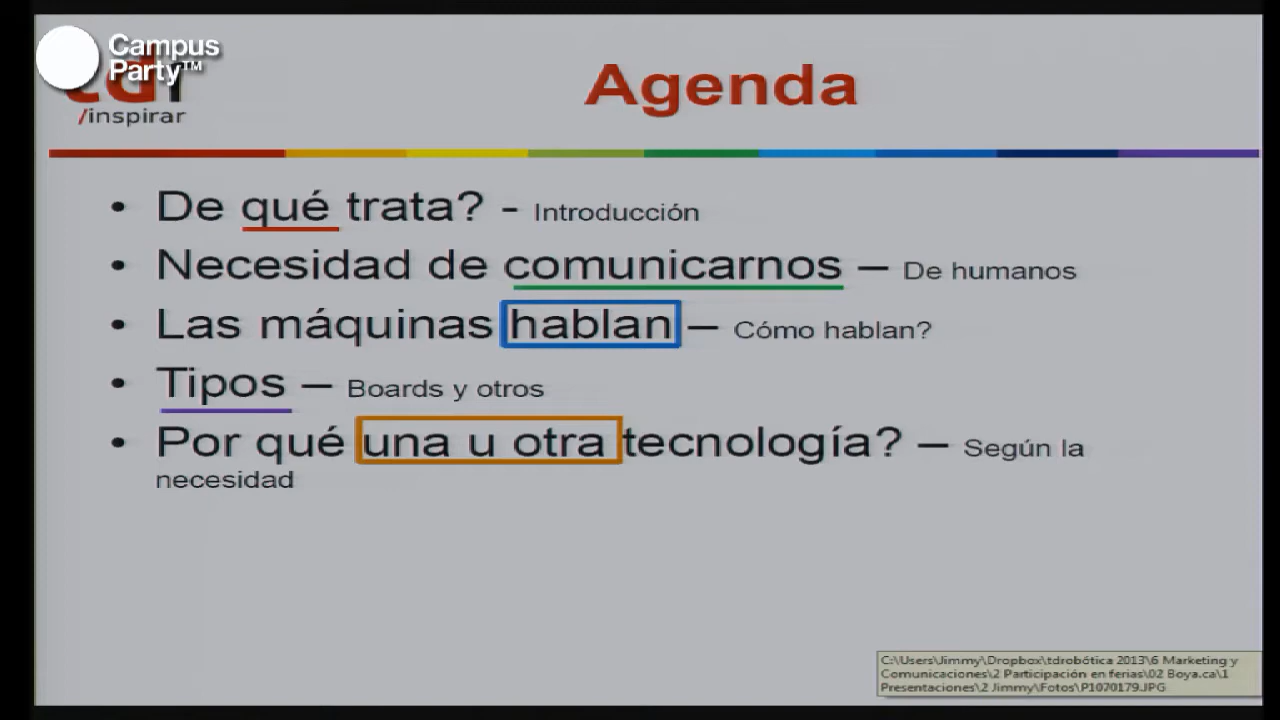 Campus
Party™
/inspirar
Agenda
• De qué trata? - Introducción
• Necesidad de comunicarnos – De humanos
• Las máquinas hablan – Cómo hablan?
• Tipos – Boards y otros
• Por qué una u otra tecnología? – Según la
necesidad
C:\Users\Jimmy\Dropbox\tdrobótica 2013\6 Marketing y
Comunicaciones\2 Participación en ferias\02 Boya.ca\1
Presentaciones\2 Jimmy\Fotos\P1070179.JPG